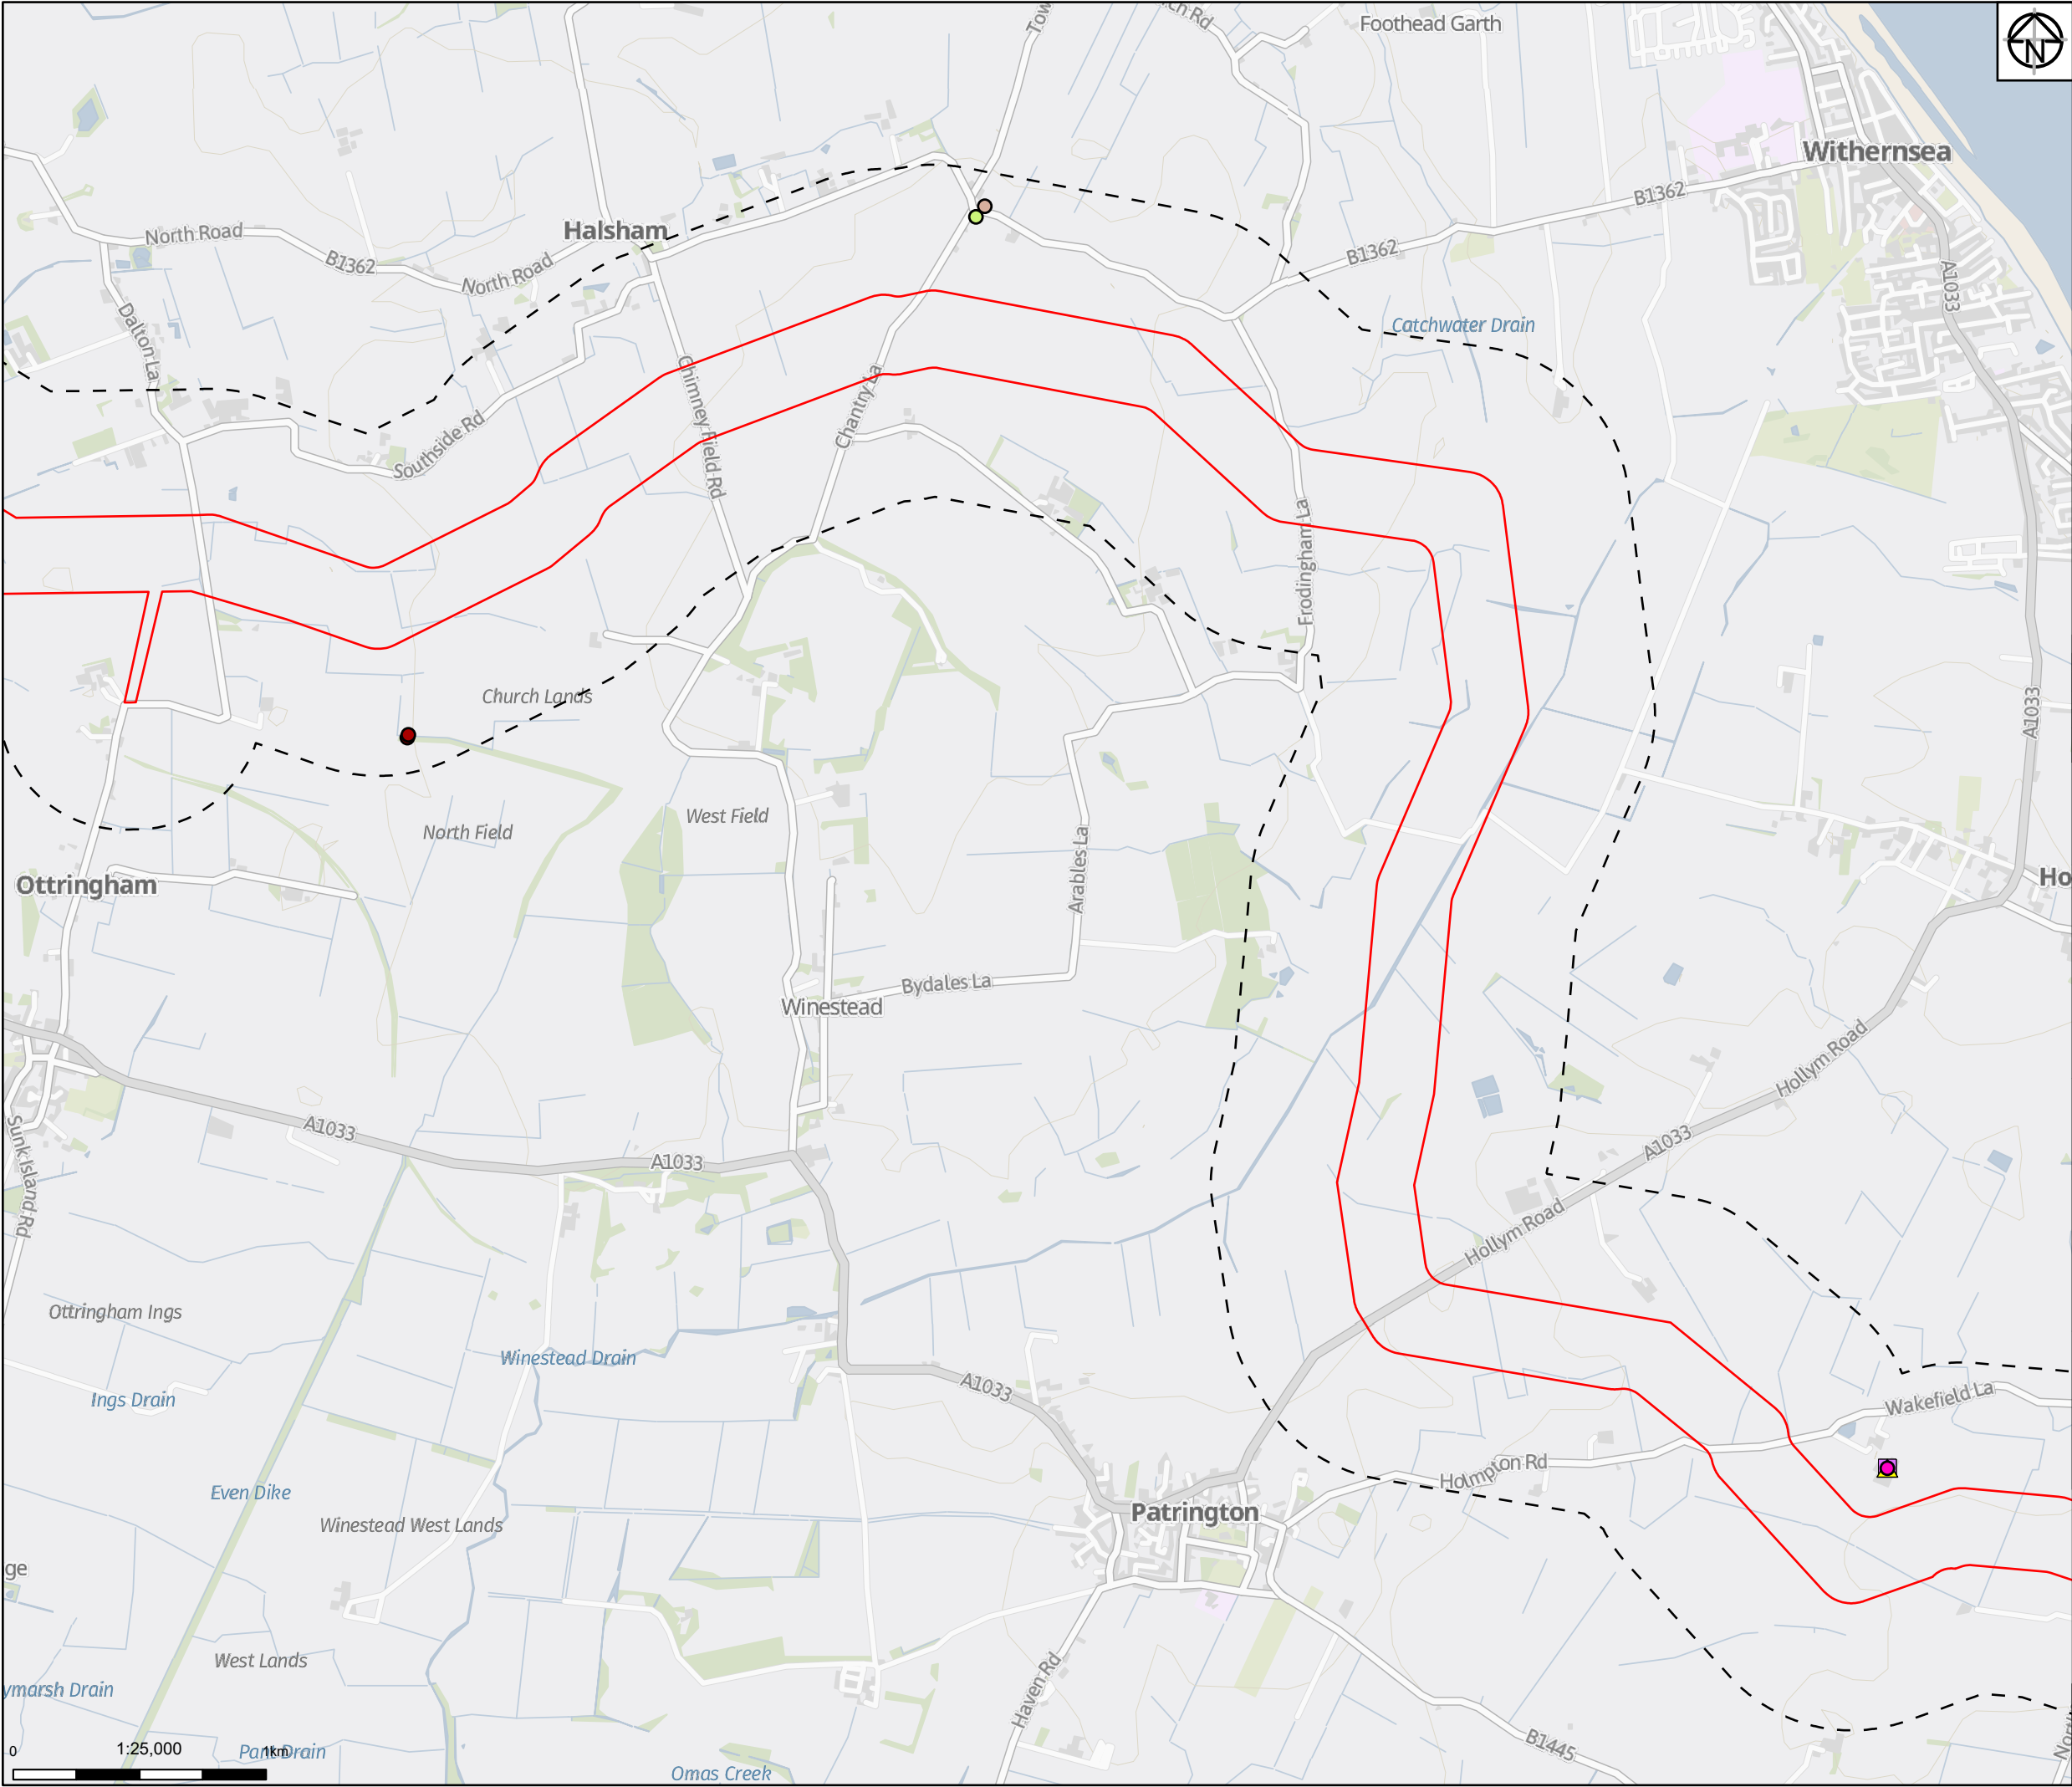 Tow
ch Rd
Foothead Garth
N
Withernsea
B1362
Halsham
North Road
B1362
North Road
B1362
A1033
Catchwater Drain
Dalton La
Chimney Field Rd
Chantry La
Southside Rd
Frodingham La
Church Lands
A1033
West Field
North Field
Arables La
Ottringham
Ho
Bydales La
Winestead
Hollym Road
A1033
A1033
A1033
Sunk Island Rd
Hollym Road
Ottringham Ings
Winestead Drain
A1033
Ings Drain
Wakefield La
Holmpton Rd
Even Dike
Patrington
Winestead West Lands
ge
West Lands
ymarsh Drain
Haven Rd
B1445
0
1:25,000
1km
Pant Drain
Omas Creek